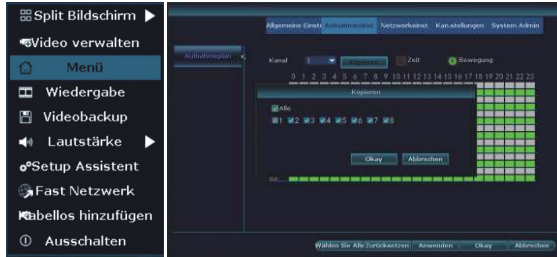 Split Bildschirm
Video verwalten
Menü
Wiedergabe
Videobackup
Lautstärke
Setup Assistent
Fast Netzwerk
Kabellos hinzufügen
Ausschalten
Allgemeine Einste Aufnahmeeinst Netzwerkeinst Kan.stellungen System Admin
Aufnahmeplan
Kanal 1 Kopieren Zeit Bewegung
0 1 2 3 4 5 6 7 8 9 10 11 12 13 14 15 16 17 18 19 20 21 22 23
Kopieren
Alle
1 2 3 4 5 6 7 8
Okay Abbrechen
Wählen Sie Alle Zurücksetzen Anwenden Okay Abbrechen